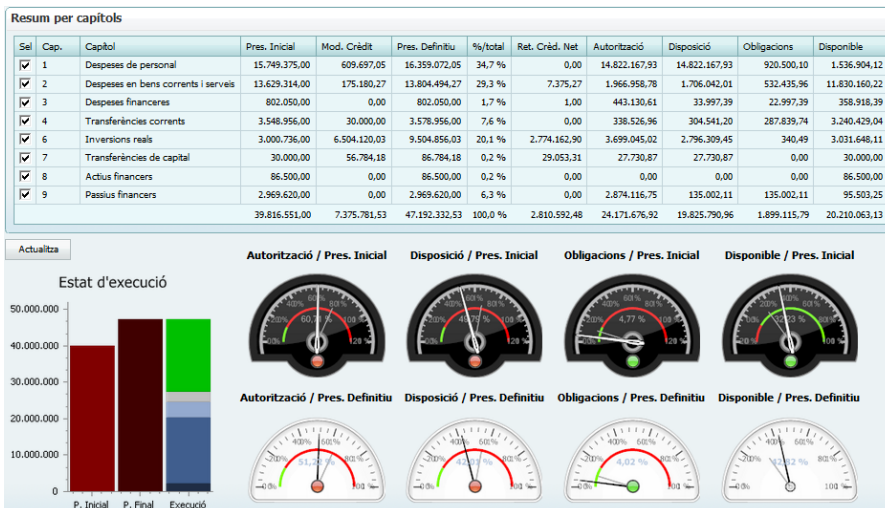 Resum per capítols
Sel Cap. Capítol Pres. Inicial Mod. Crèdit Pres. Definitiu %/total Ret. Crèd. Net Autorització Disposició Obligacions Disponible
1 Despeses de personal 15.749.375,00 609.697,05 16.359.072,05 34,7 % 0,00 14.822.167,93 14.822.167,93 920.500,10 1.536.904,12
2 Despeses en bens corrents i serveis 13.629.314,00 175.180,27 13.804.494,27 29,3 % 7.375,27 1.966.958,78 1.706.042,01 532.435,96 11.830.160,22
3 Despeses financeres 802.050,00 0,00 802.050,00 1,7 % 1,00 443.130,61 33.997,39 22.997,39 358.918,39
4 Transferències corrents 3.548.956,00 30.000,00 3.578.956,00 7,6 % 0,00 338.526,96 304.541,20 287.839,74 3.240.429,04
6 Inversions reals 3.000.736,00 6.504.120,03 9.504.856,03 20,1 % 2.774.162,90 3.699.045,02 2.796.309,45 340,49 3.031.648,11
7 Transferències de capital 30.000,00 56.784,18 86.784,18 0,2 % 29.053,31 27.730,87 27.730,87 0,00 30.000,00
8 Actius financers 86.500,00 0,00 86.500,00 0,2 % 0,00 0,00 0,00 0,00 86.500,00
9 Passius financers 2.969.620,00 0,00 2.969.620,00 6,3 % 0,00 2.874.116,75 135.002,11 135.002,11 95.503,25
39.816.551,00 7.375.781,53 47.192.332,53 100,0 % 2.810.592,48 24.171.676,92 19.825.790,96 1.899.115,79 20.210.063,13
Actualitza
Estat d'execució
50.000.000
40.000.000
30.000.000
20.000.000
10.000.000
0
P. Inicial P. Final Execució
Autorització / Pres. Inicial Disposició / Pres. Inicial Obligacions / Pres. Inicial Disponible / Pres. Inicial
4,77 %
Autorització / Pres. Definitiu Disposició / Pres. Definitiu Obligacions / Pres. Definitiu Disponible / Pres. Definitiu
4,02 %